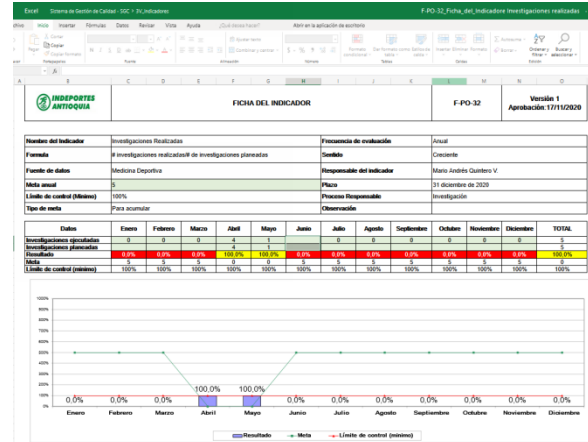 Excel Sistema de Gestión de Calidad - SGC > 3V_Indicadores F-PO-32_Ficha_del_Indicadore Investigaciones realizadas
Inicio Insertar Fórmulas Datos Revisar Vista Ayuda Abrir en la aplicación de escritorio
Cortar
Copiar
Copiar formato
INDEPORTES ANTIOQUIA
FICHA DEL INDICADOR
F-PO-32
Versión 1
Aprobación:17/11/2020
Nombre del Indicador Investigaciones Realizadas Frecuencia de evaluación Anual
Formula # investigaciones realizadas/# de investigaciones planeadas Sentido Creciente
Fuente de datos Medicina Deportiva Responsable del indicador Mario Andrés Quintero V.
Meta anual 5 Plazo 31 diciembre de 2020
Límite de control (Mínimo) 100% Proceso Responsable Investigación
Tipo de meta Para acumular Observación
Datos Enero Febrero Marzo Abril Mayo Junio Julio Agosto Septiembre Octubre Noviembre Diciembre TOTAL
Investigaciones ejecutadas 0 0 0 4 1 0 0 0 0 0 0 5
Investigaciones planeadas 4 1 5
Resultado 0,0% 0,0% 0,0% 100,0% 100,0% 0,0% 0,0% 0,0% 0,0% 0,0% 0,0% 0,0% 100,0%
Meta 5 5 5 0 0 5 5 5 5 5 5 5 0
Límite de control (mínimo) 100% 100% 100% 100% 100% 100% 100% 100% 100% 100% 100% 100% 100%
1000%
900%
800%
700%
600%
500%
400%
300%
200%
100%
0%
0,0% 0,0% 0,0% 100,0% 100,0% 0,0% 0,0% 0,0% 0,0% 0,0% 0,0% 0,0%
Enero Febrero Marzo Abril Mayo Junio Julio Agosto Septiembre Octubre Noviembre Diciembre
Resultado Meta Límite de control (mínimo)